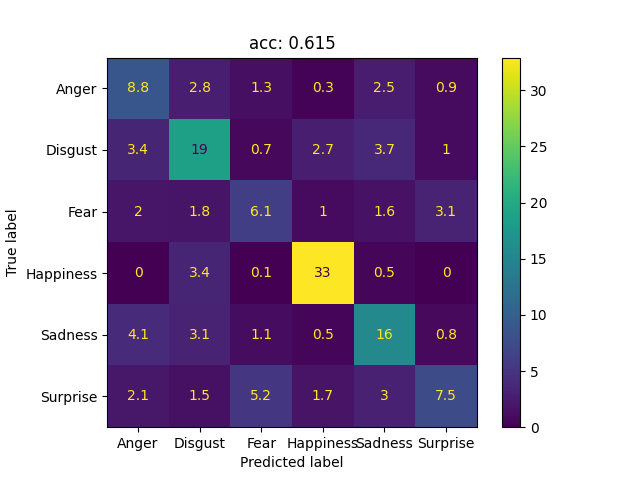 acc: 0.615
Anger 8.8 2.8 1.3 0.3 2.5 0.9
Disgust 3.4 19 0.7 2.7 3.7 1
Fear 2 1.8 6.1 1 1.6 3.1
Happiness 0 3.4 0.1 33 0.5 0
Sadness 4.1 3.1 1.1 0.5 16 0.8
Surprise 2.1 1.5 5.2 1.7 3 7.5
Anger Disgust Fear Happiness Sadness Surprise
Predicted label
True label
30
25
20
15
10
5
0